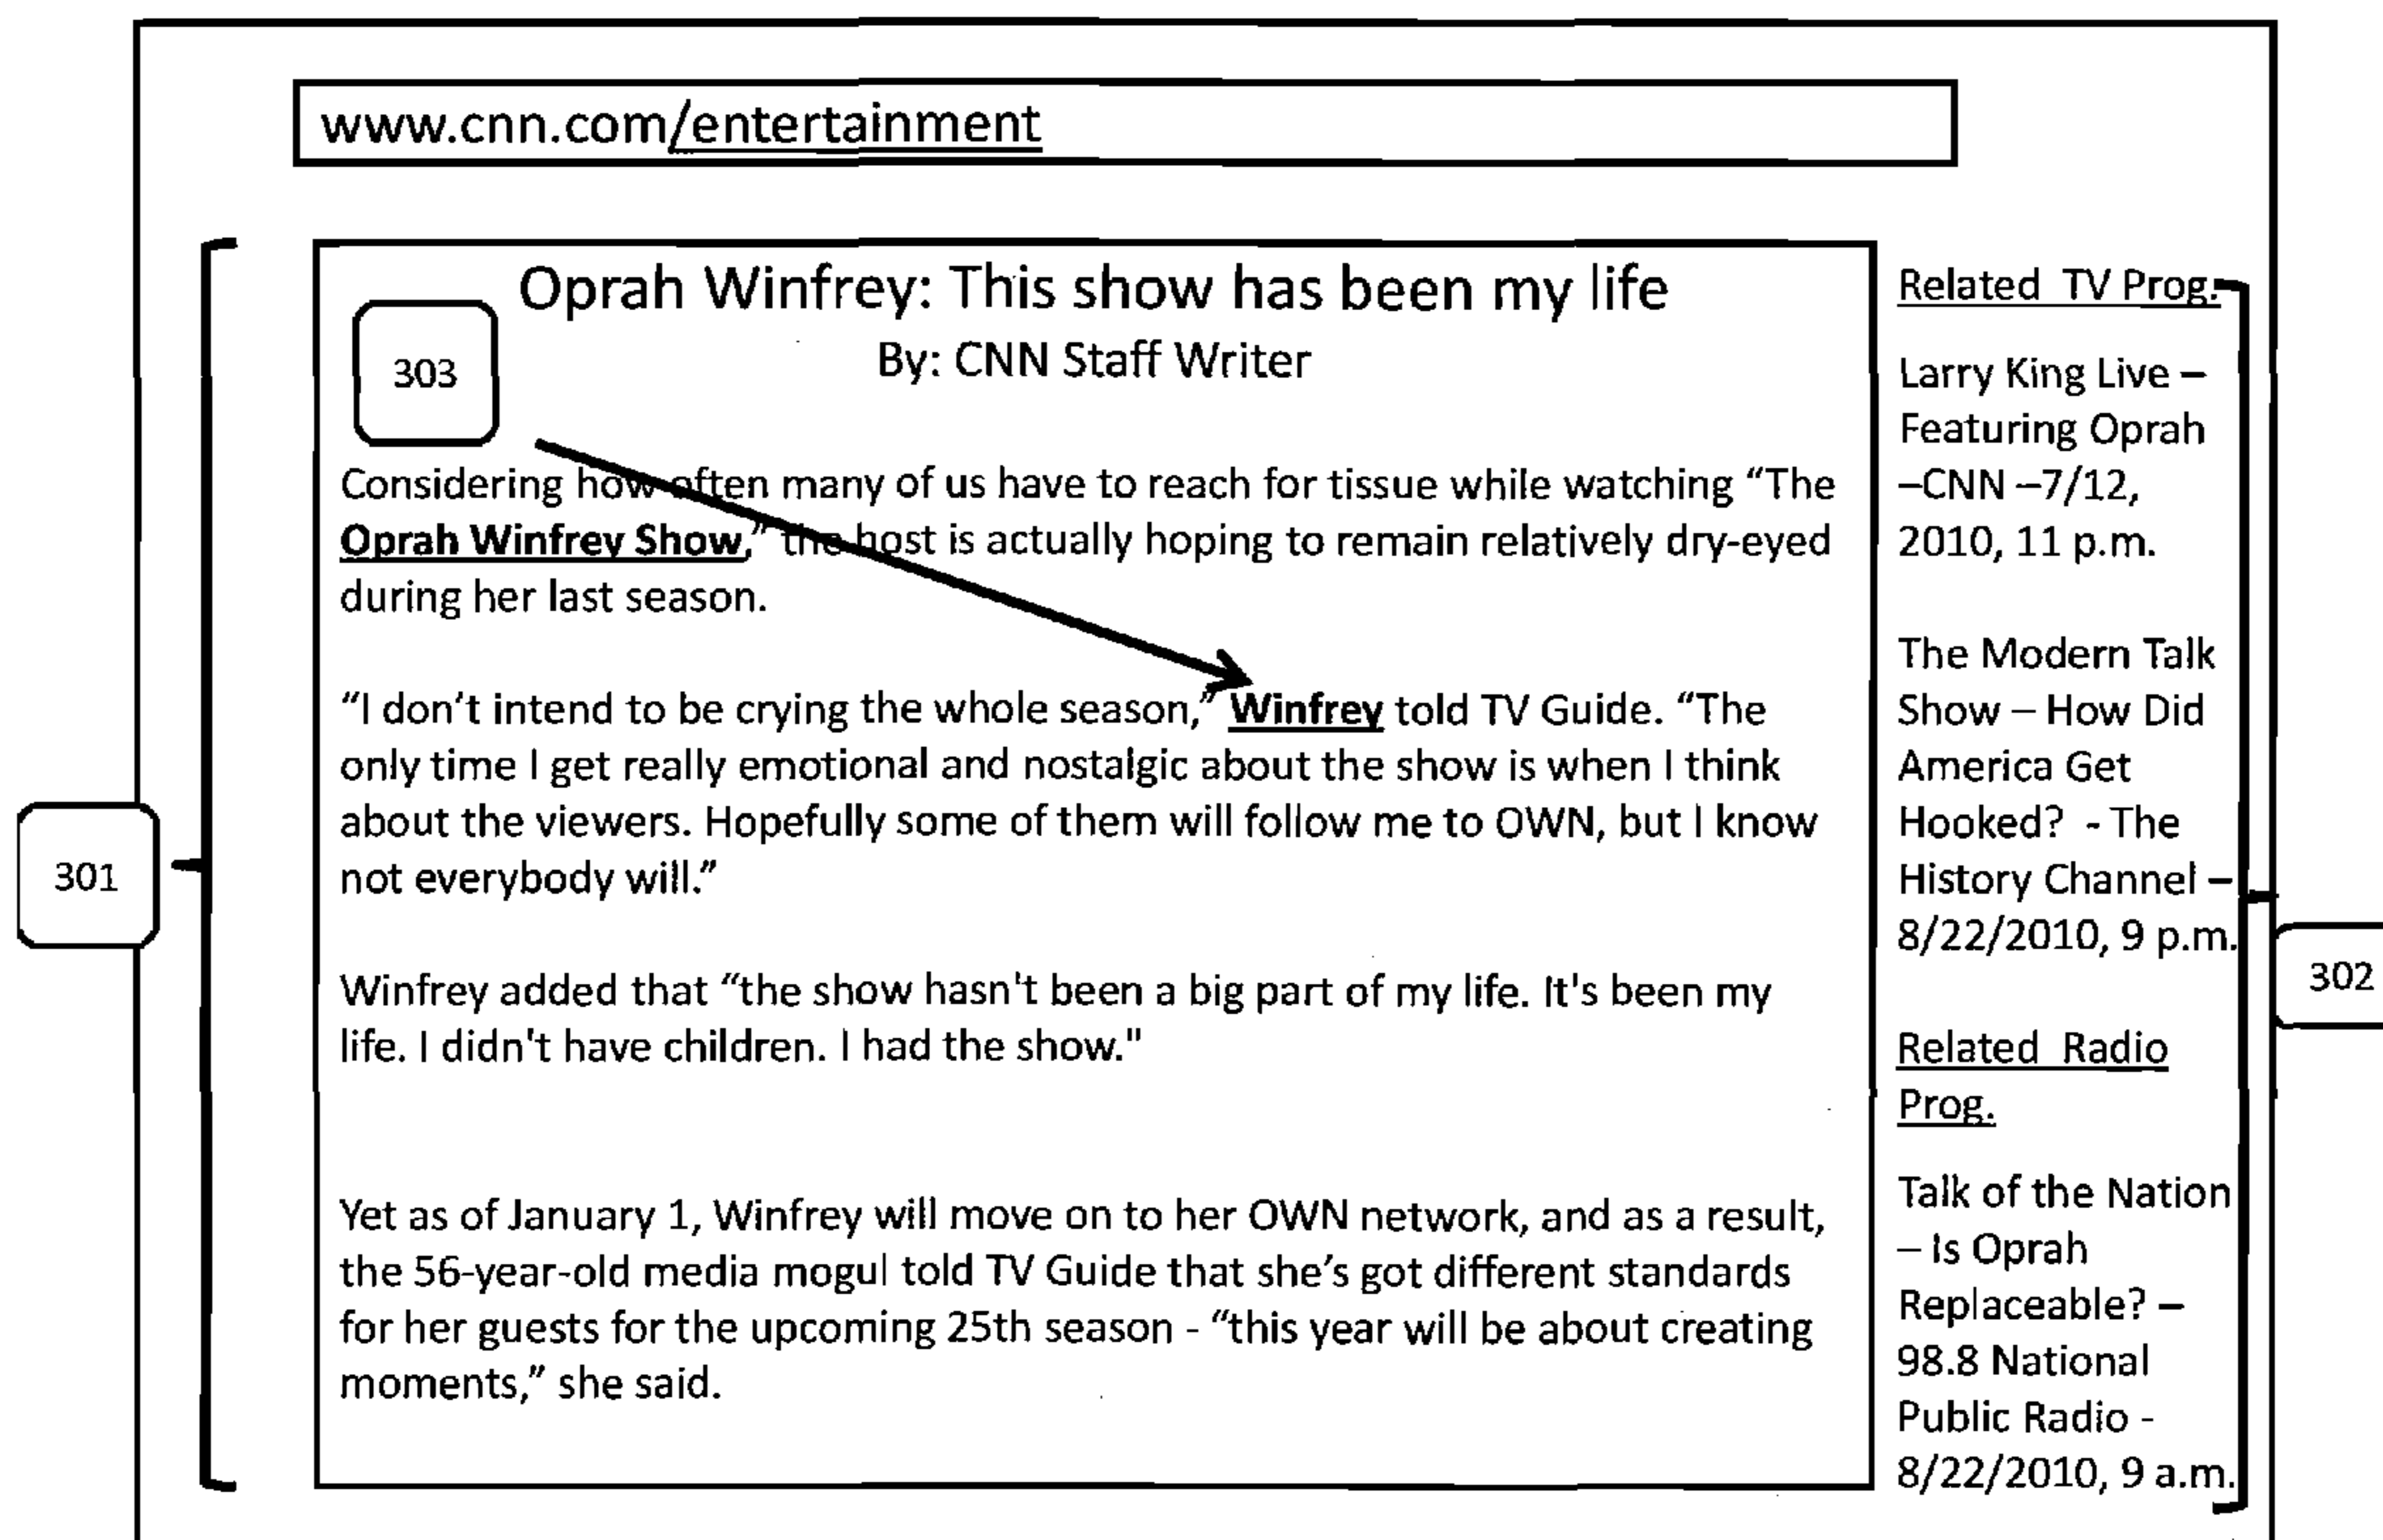 www.cnn.com/entertainment
Oprah Winfrey: This show has been my life
By: CNN Staff Writer
303
Considering how often many of us have to reach for tissue while watching “The
Oprah Winfrey Show,” the host is actually hoping to remain relatively dry-eyed
during her last season.
“I don't intend to be crying the whole season,” Winfrey told TV Guide. “The
only time I get really emotional and nostalgic about the show is when I think
about the viewers. Hopefully some of them will follow me to OWN, but I know
not everybody will.”
Winfrey added that “the show hasn't been a big part of my life. It's been my
life. I didn't have children. I had the show."
Yet as of January 1, Winfrey will move on to her OWN network, and as a result,
the 56-year-old media mogul told TV Guide that she’s got different standards
for her guests for the upcoming 25th season - “this year will be about creating
moments,” she said.
301
Related TV Prog.
Larry King Live –
Featuring Oprah
–CNN –7/12,
2010, 11 p.m.
The Modern Talk
Show – How Did
America Get
Hooked? - The
History Channel –
8/22/2010, 9 p.m.
Related Radio
Prog.
Talk of the Nation
– Is Oprah
Replaceable? –
98.8 National
Public Radio -
8/22/2010, 9 a.m.
302